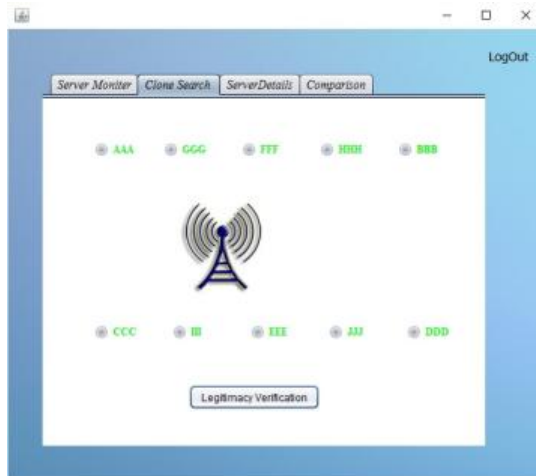 LogOut
Server Moniter Clone Search ServerDetails Comparison
AAA GGG FFF HHH BBB
CCC III EEE JJJ DDD
Legitimacy Verification